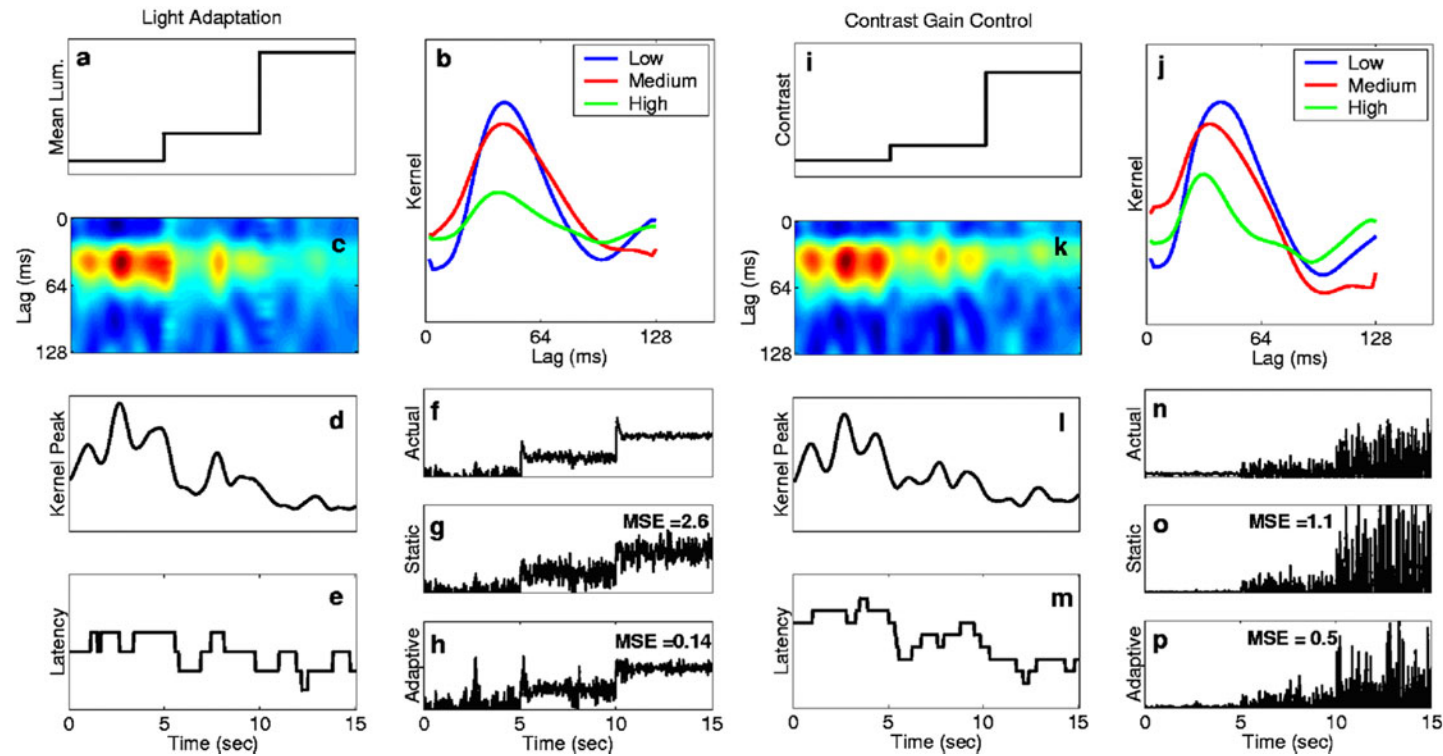 Light Adaptation
a
Mean Lum.
c
Lag (ms)
0
64
128
d
Kernel Peak
e
Latency
0 5 10 15
Time (sec)
b
Low
Medium
High
Kernel
0 64 128
Lag (ms)
f
Actual
g
MSE =2.6
Static
h
MSE =0.14
Adaptive
0 5 10 15
Time (sec)
Contrast Gain Control
i
Contrast
k
Lag (ms)
0
64
128
l
Kernel Peak
m
Latency
0 5 10 15
Time (sec)
j
Low
Medium
High
Kernel
0 64 128
Lag (ms)
n
Actual
o
MSE =1.1
Static
p
MSE = 0.5
Adaptive
0 5 10 15
Time (sec)